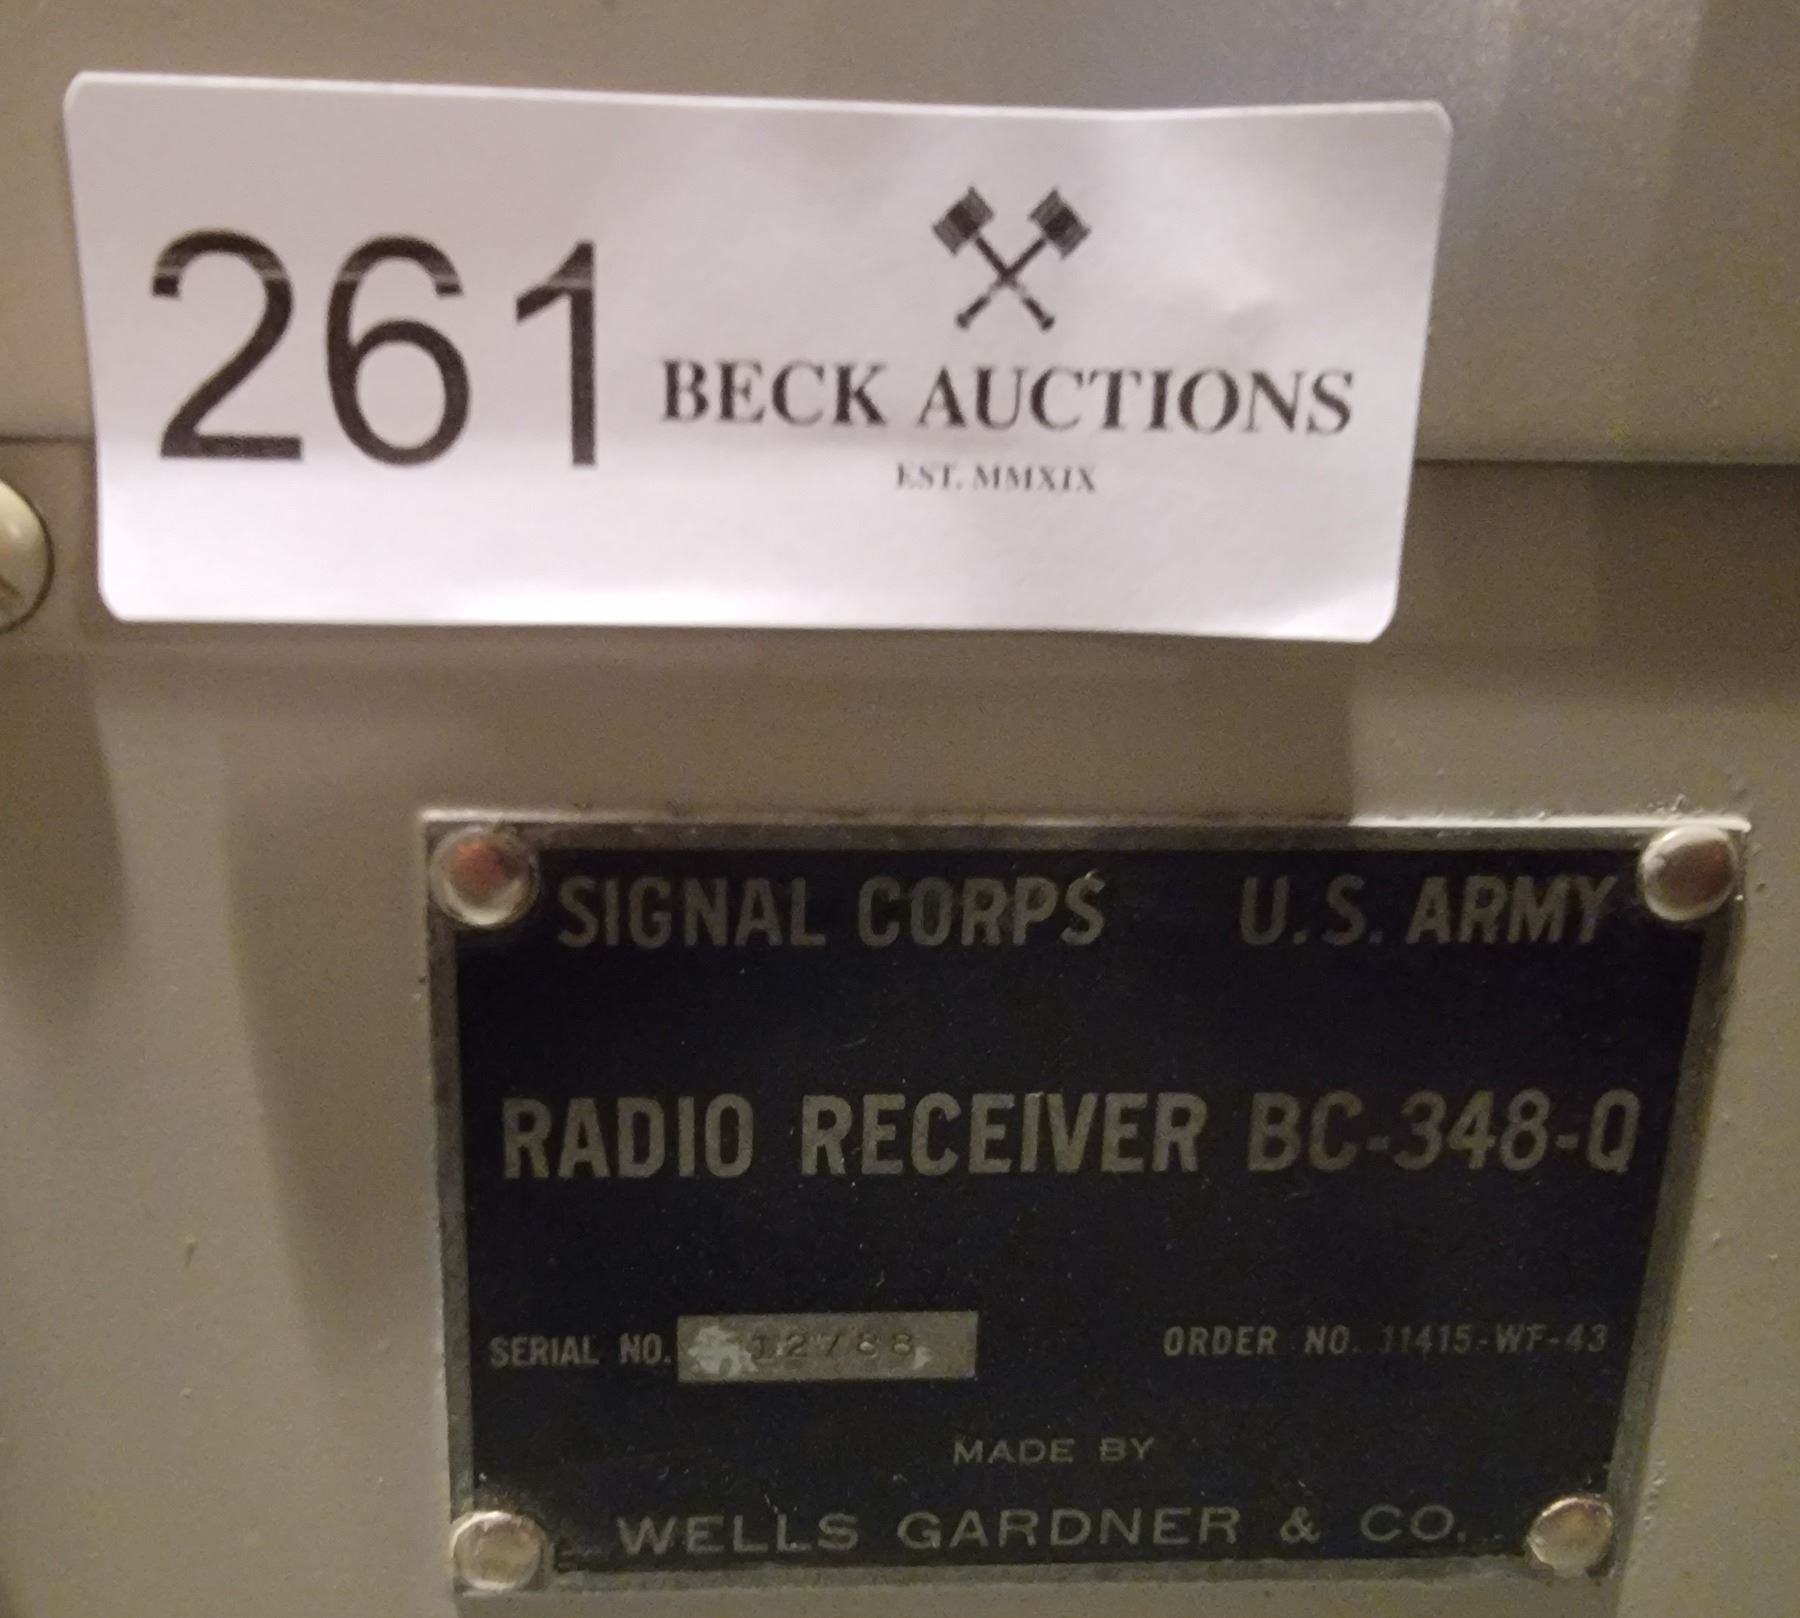 261
BECK AUCTIONS
EST. MMXIX
SIGNAL CORPS U.S. ARMY
RADIO RECEIVER BC-348-Q
SERIAL NO. 12788 ORDER NO. 11415-WF-43
MADE BY
WELLS GARDNER & CO.